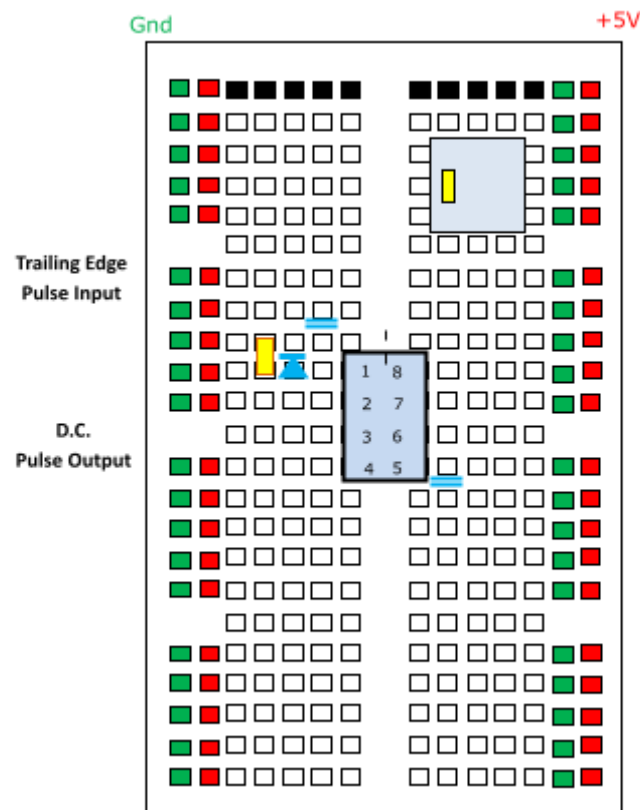 Gnd
+5V
Trailing Edge
Pulse Input
1 8
2 7
D.C.
3 6
Pulse Output
4 5